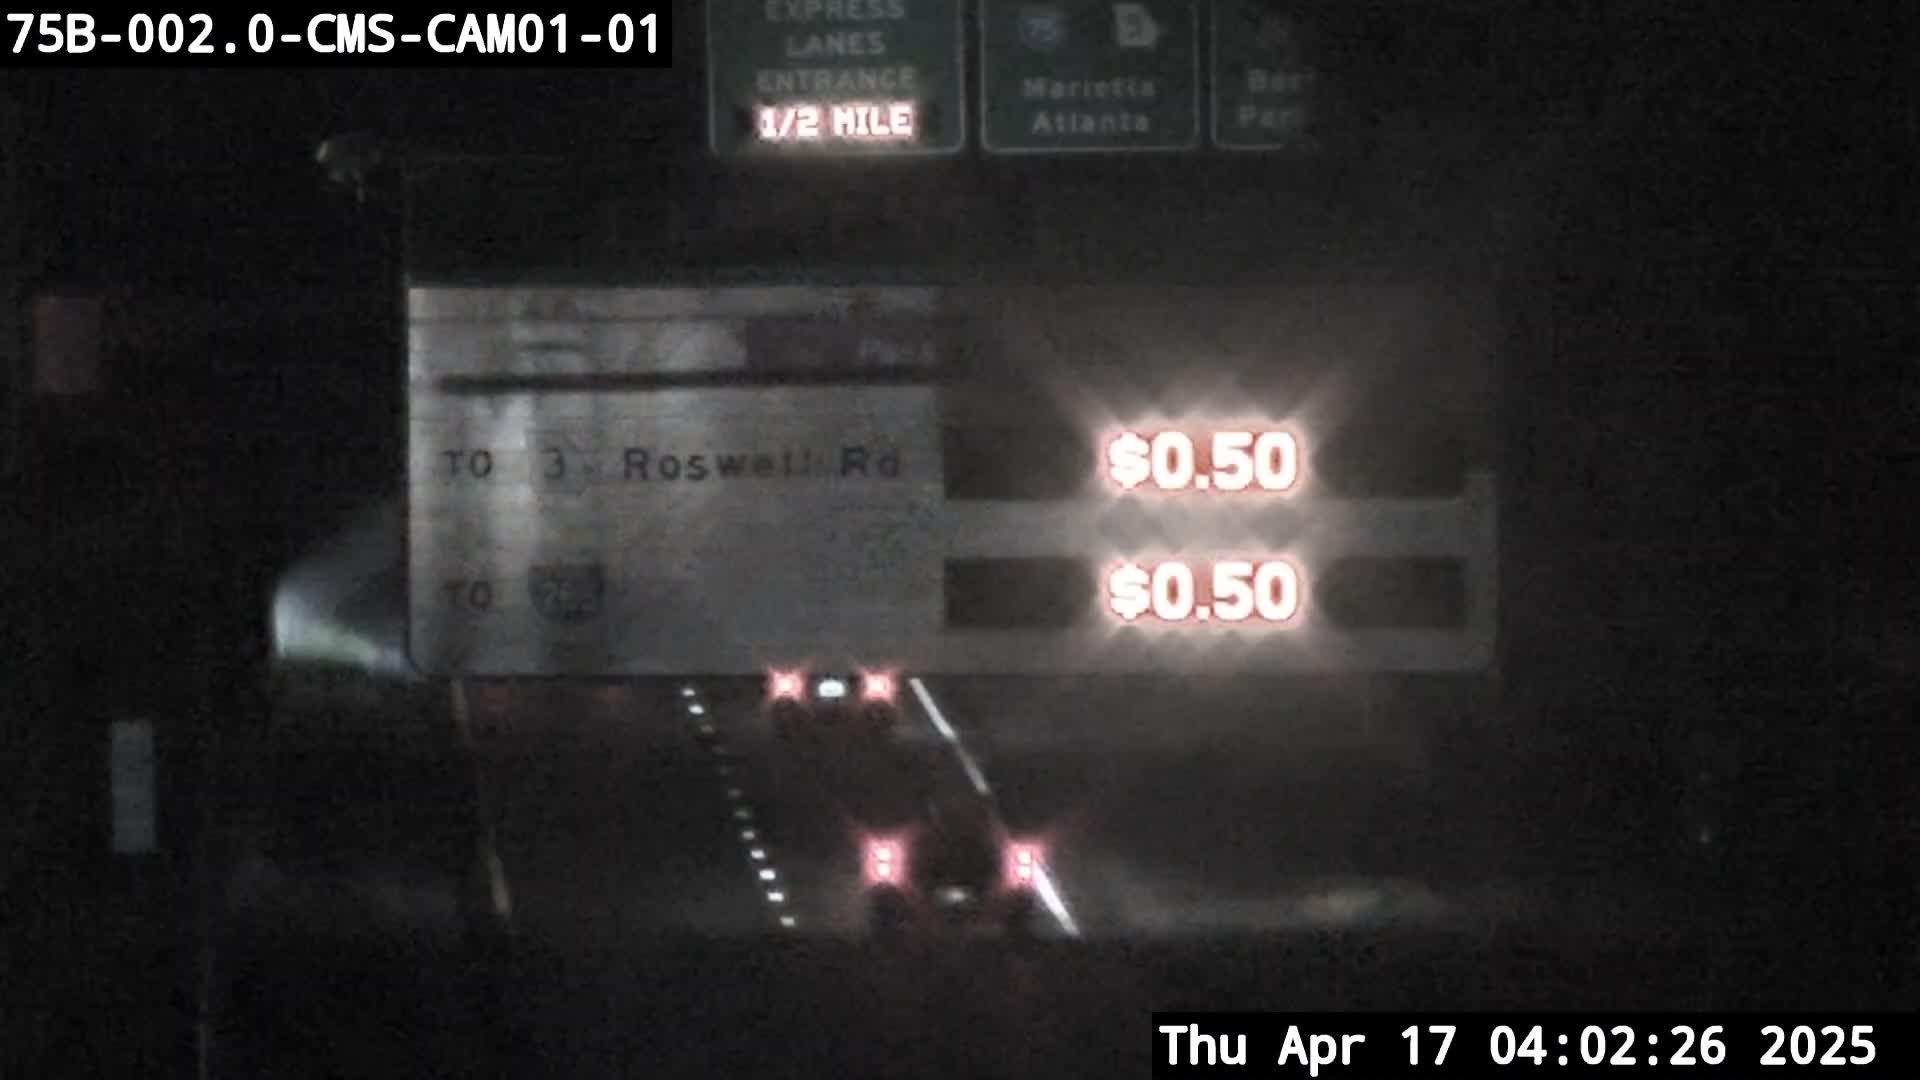 75B-002.0-CMS-CAM01-01
EXPRESS
LANES
ENTRANCE
1/2 MILE
75
Marietta
Atlanta
TO 3 Roswell Rd $0.50
TO $0.50
Thu Apr 17 04:02:26 2025